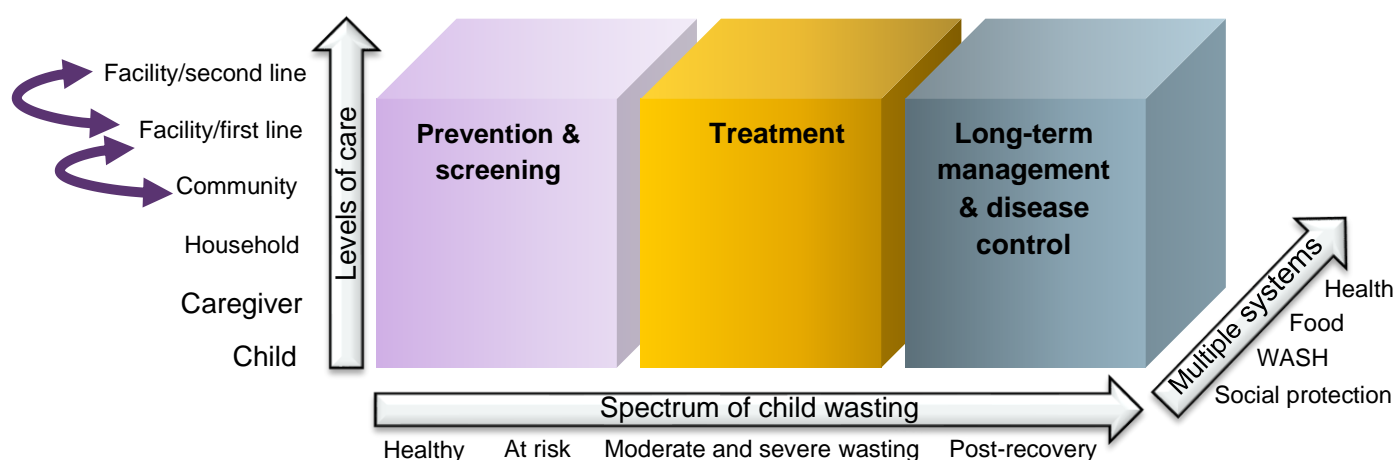 Facility/second line
Facility/first line
Community
Household
Caregiver
Child
Levels of care
Prevention &
screening
Treatment
Long-term
management
& disease
control
Multiple systems
Health
Food
WASH
Social protection
Spectrum of child wasting
Healthy
At risk
Moderate and severe wasting
Post-recovery